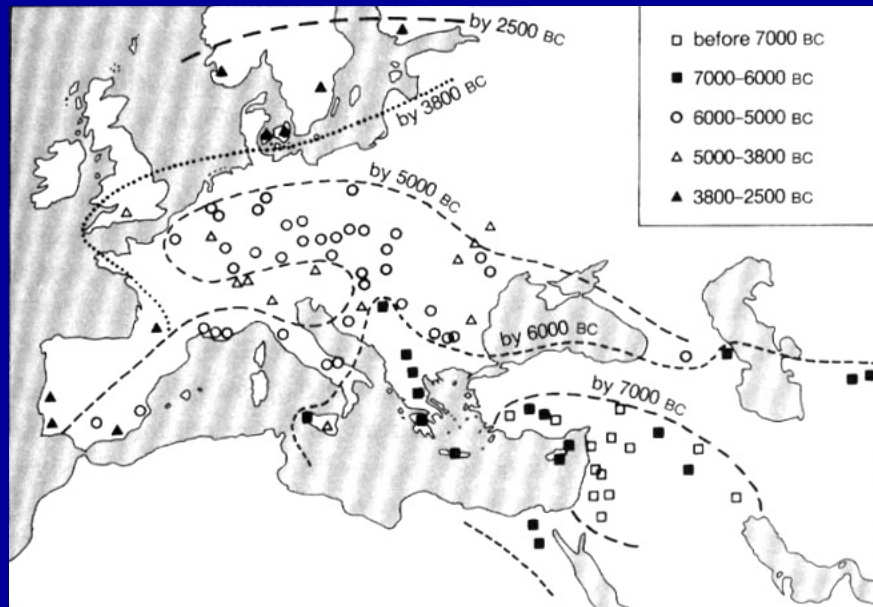 by 2500 BC
by 3800 BC
by 5000 BC
by 6000 BC
by 7000 BC
before 7000 BC
7000–6000 BC
6000–5000 BC
5000–3800 BC
3800–2500 BC